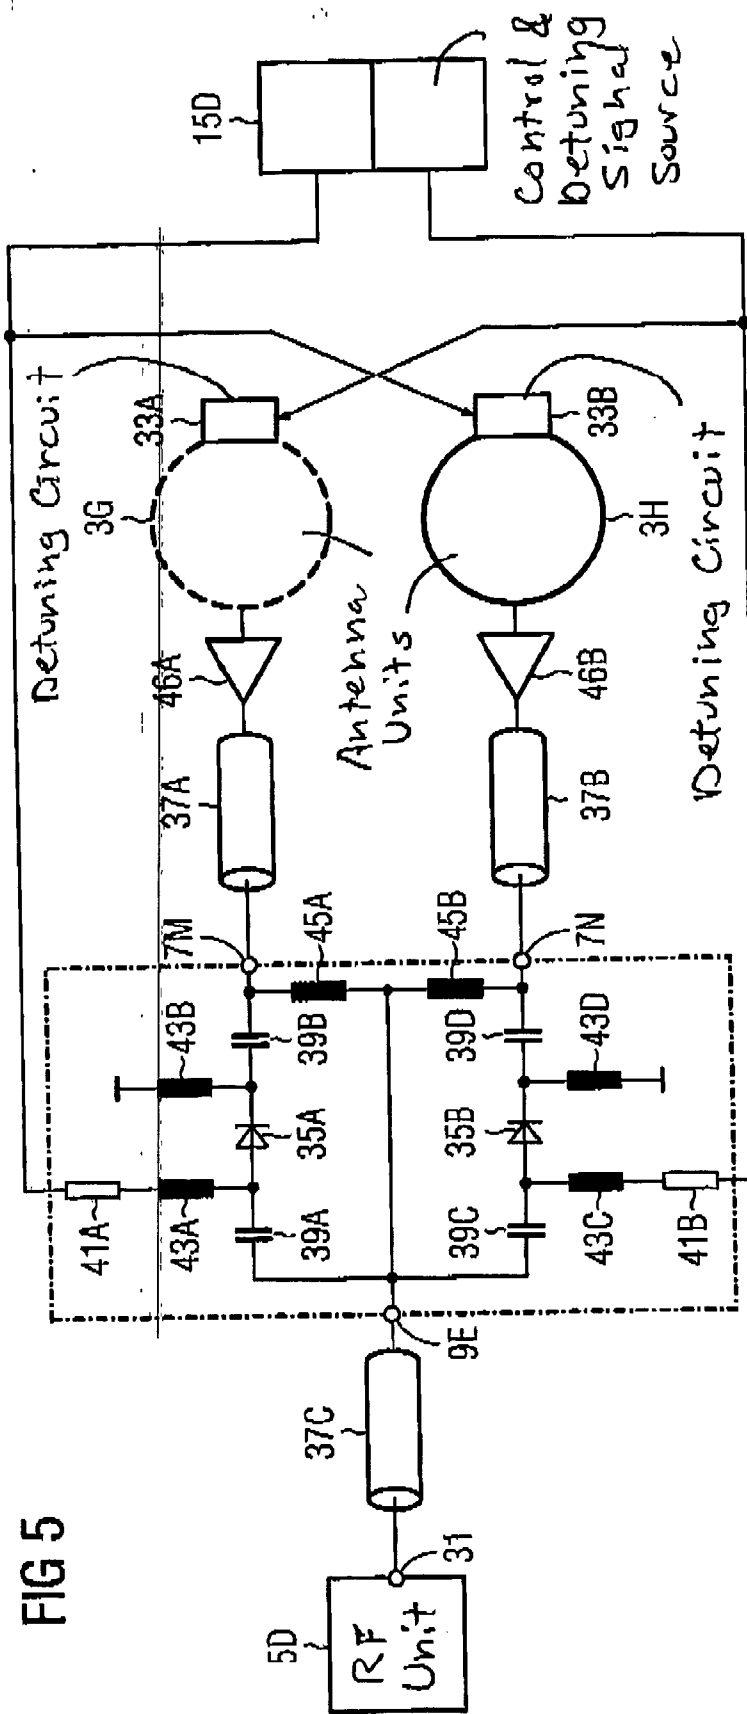 FIG 5
5D
RF
Unit
31
37C
9E
41A
43A
39A
35A
43B
39B
45A
7M
37A
46A
3G
33A
Detuning Circuit
Antenna
Units
39C
43C
41B
35B
39D
43D
45B
7N
37B
46B
3H
33B
Detuning Circuit
15D
Control &
Detuning
Signal
Source